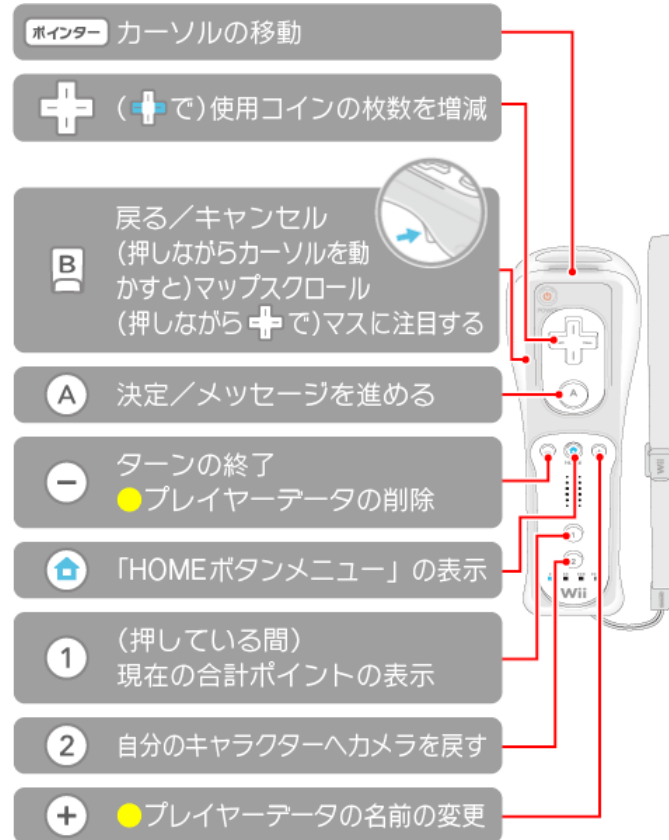 ポインター カーソルの移動
(で)使用コインの枚数を増減
B
戻る／キャンセル
(押しながらカーソルを動
かすと)マップスクロール
(押しながら で)マスに注目する
A 決定／メッセージを進める
− ターンの終了
●プレイヤーデータの削除
「HOMEボタンメニュー」の表示
1
（押している間）
現在の合計ポイントの表示
2 自分のキャラクターへカメラを戻す
+ ●プレイヤーデータの名前の変更
A
1
2
Wii
Wii